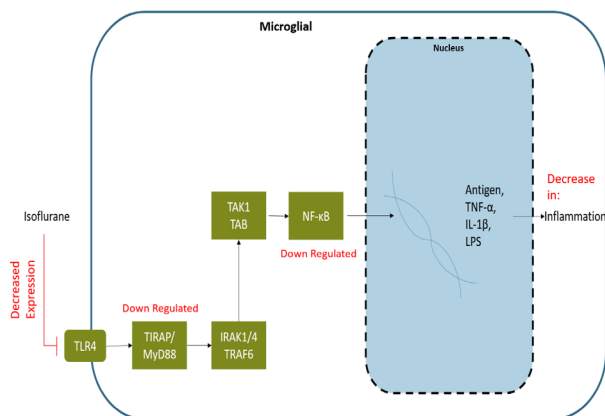 Microglial
Nucleus
Isoflurane
Decreased
Expression
TLR4
Down Regulated
TIRAP/
MyD88
IRAK1/4
TRAF6
TAK1
TAB
NF-κB
Down Regulated
Antigen,
TNF-α,
IL-1β,
LPS
Decrease
in:
Inflammation